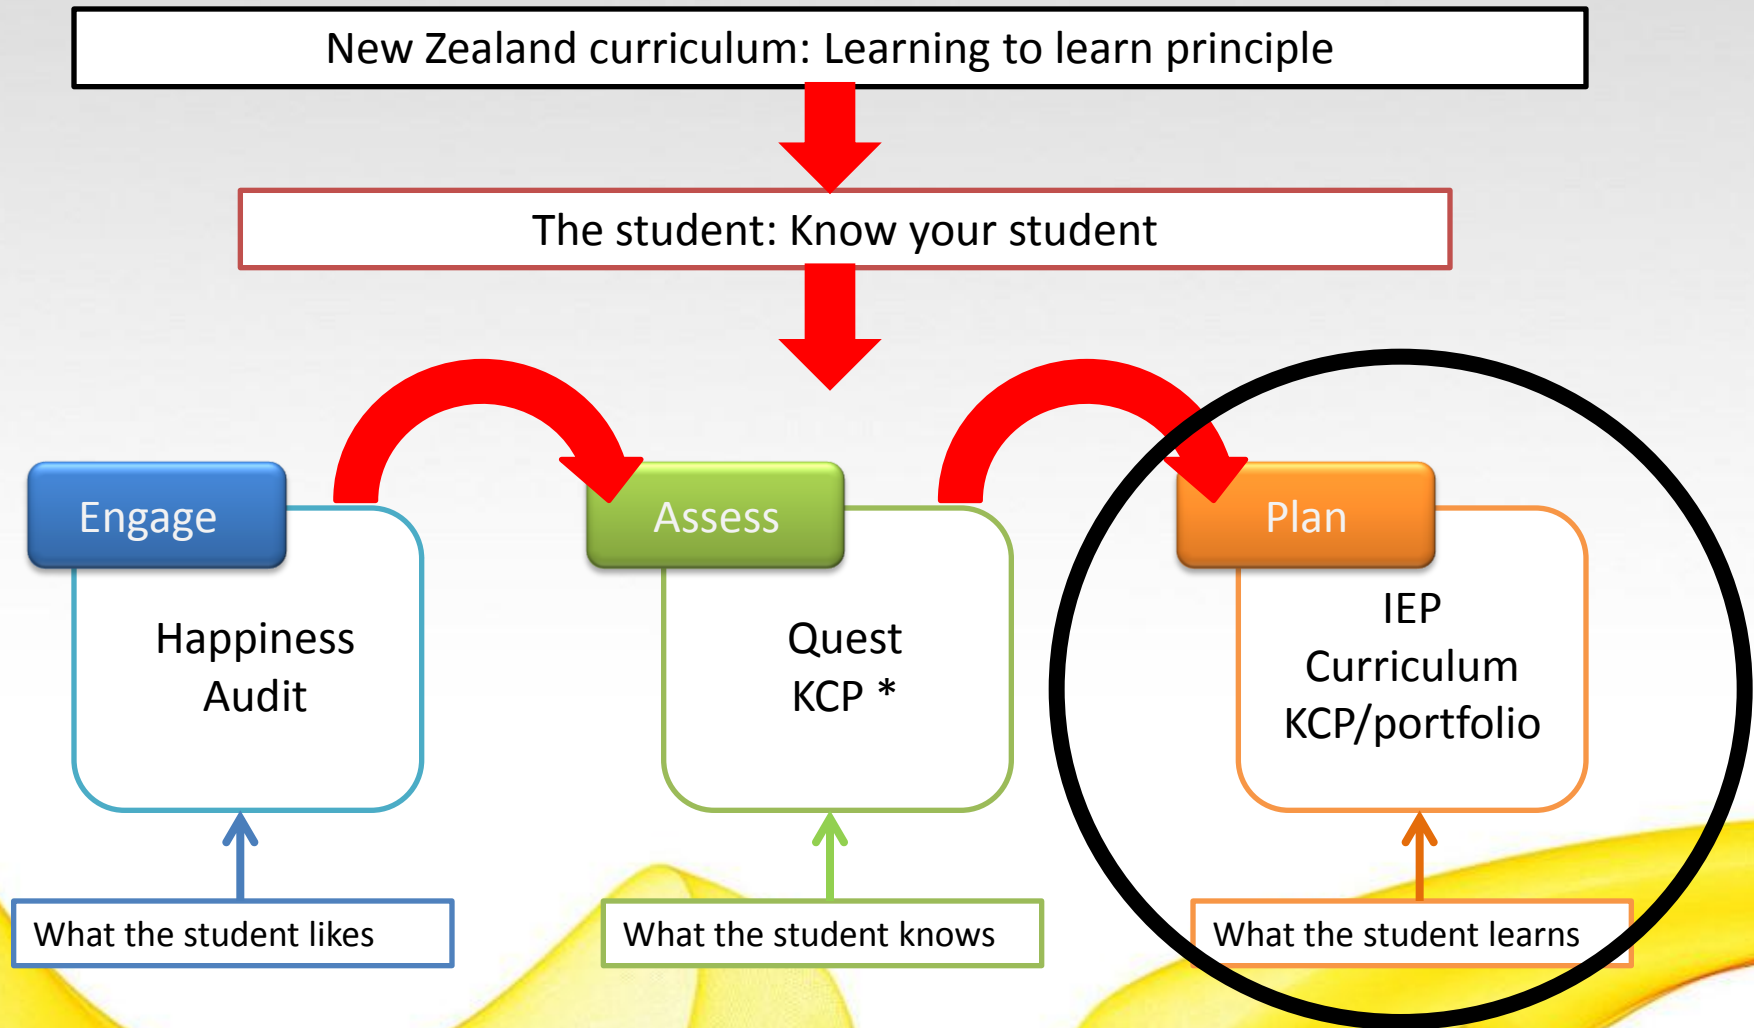 New Zealand curriculum: Learning to learn principle
The student: Know your student
Engage
Happiness
Audit
What the student likes
Assess
Quest
KCP *
What the student knows
Plan
IEP
Curriculum
KCP/portfolio
What the student learns